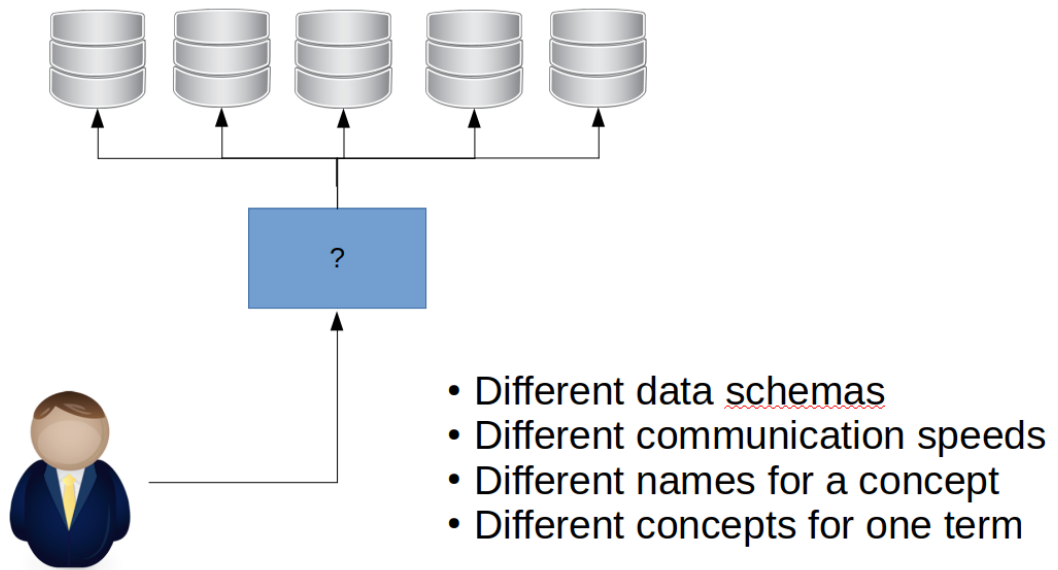 ?
• Different data schemas
• Different communication speeds
• Different names for a concept
• Different concepts for one term